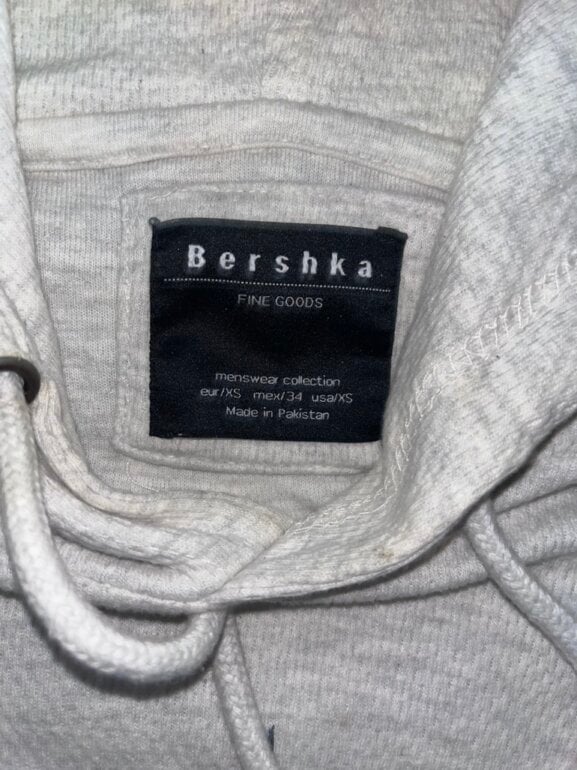 Bershka
FINE GOODS
menswear collection
eur/XS mex/34 usa/XS
Made in Pakistan